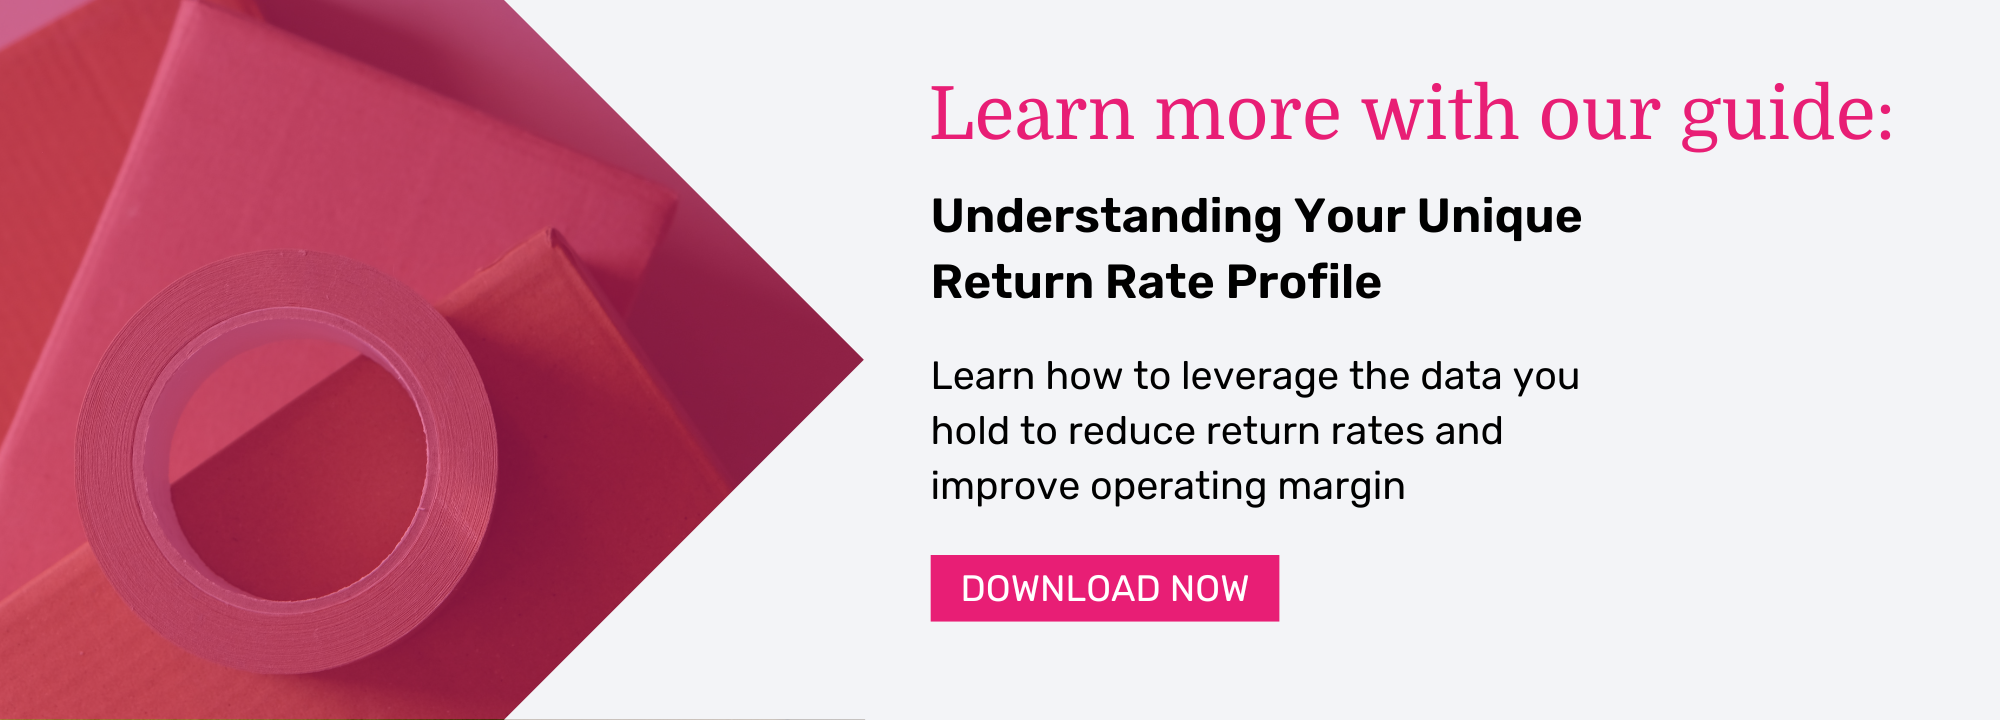 Learn more with our guide:
Understanding Your Unique
Return Rate Profile
Learn how to leverage the data you
hold to reduce return rates and
improve operating margin
DOWNLOAD NOW